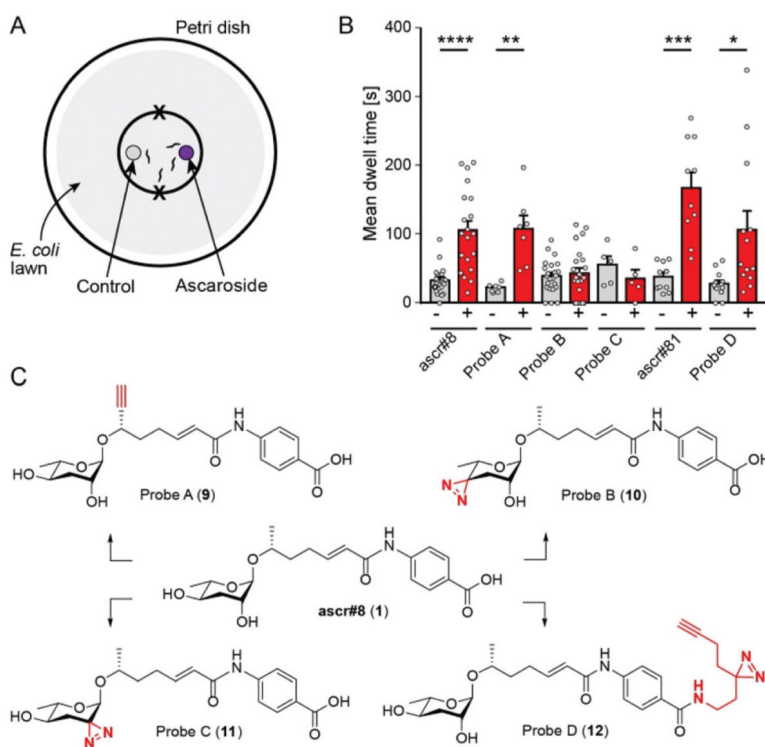 A
Petri dish
X
X
E. coli
lawn
Control
Ascaroside
B
Mean dwell time [s]
400
300
200
100
0
**** ** *** *
- + - + - + - + - + - +
ascr#8 Probe A Probe B Probe C ascr#81 Probe D
C
O
HO
O
OH
H
N
O
OH
O
Probe A (9)
O
N
N
O
OH
H
N
O
OH
O
Probe B (10)
O
HO
O
OH
H
N
O
OH
O
ascr#8 (1)
O
HO
O
N
N
H
N
O
OH
O
Probe C (11)
O
HO
O
OH
H
N
O
O
N
H
N
N
Probe D (12)